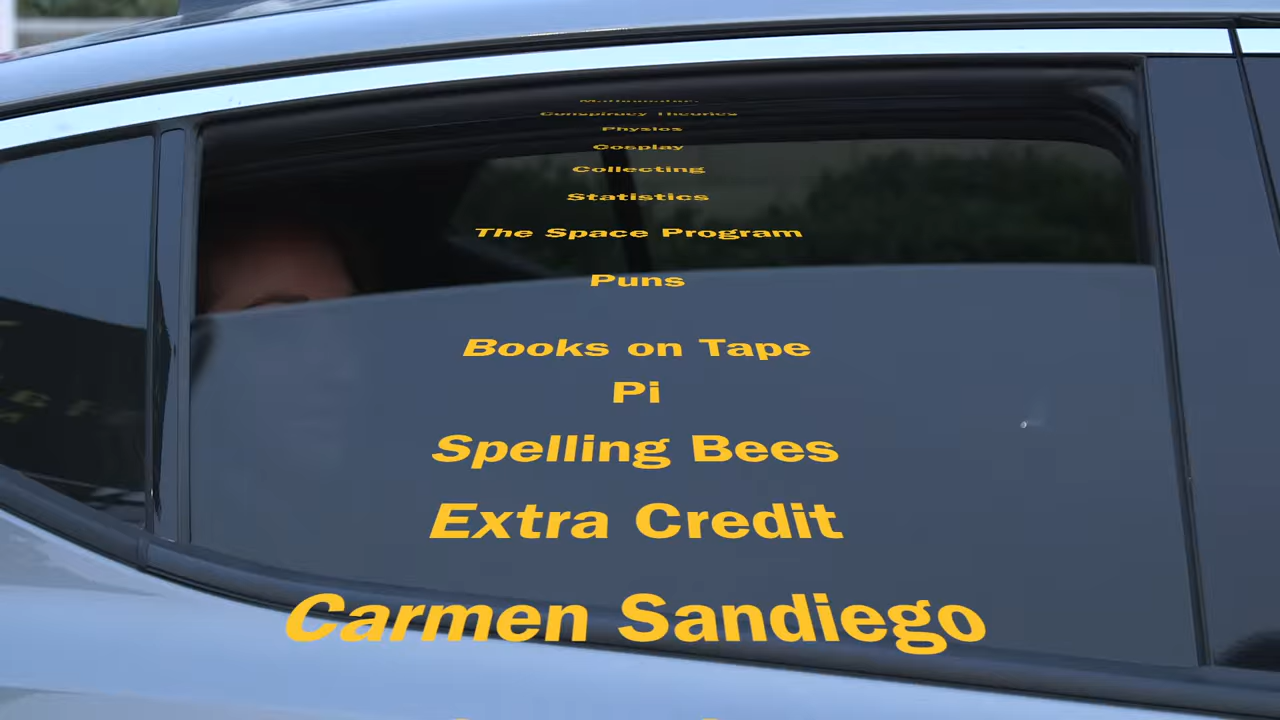 Conspiracy Theories
Physics
Cosplay
Collecting
Statistics
The Space Program
Puns
Books on Tape
Pi
Spelling Bees
Extra Credit
Carmen Sandiego